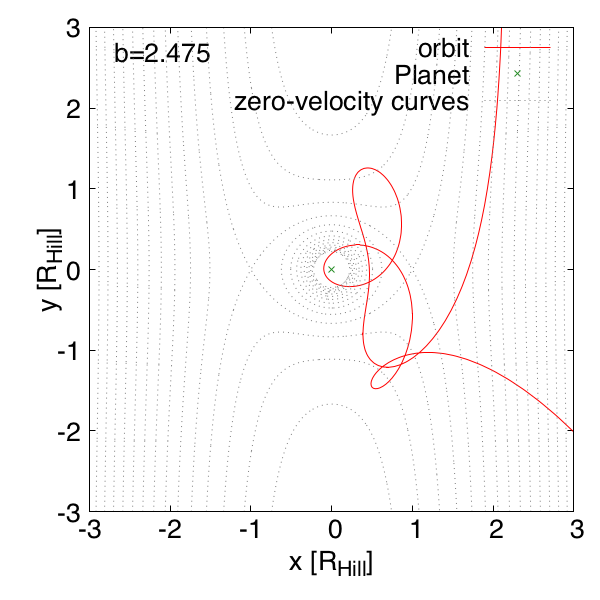 b=2.475
orbit
Planet
zero-velocity curves
3
2
1
0
-1
-2
-3
y [R_Hill]
-3 -2 -1 0 1 2 3
x [R_Hill]